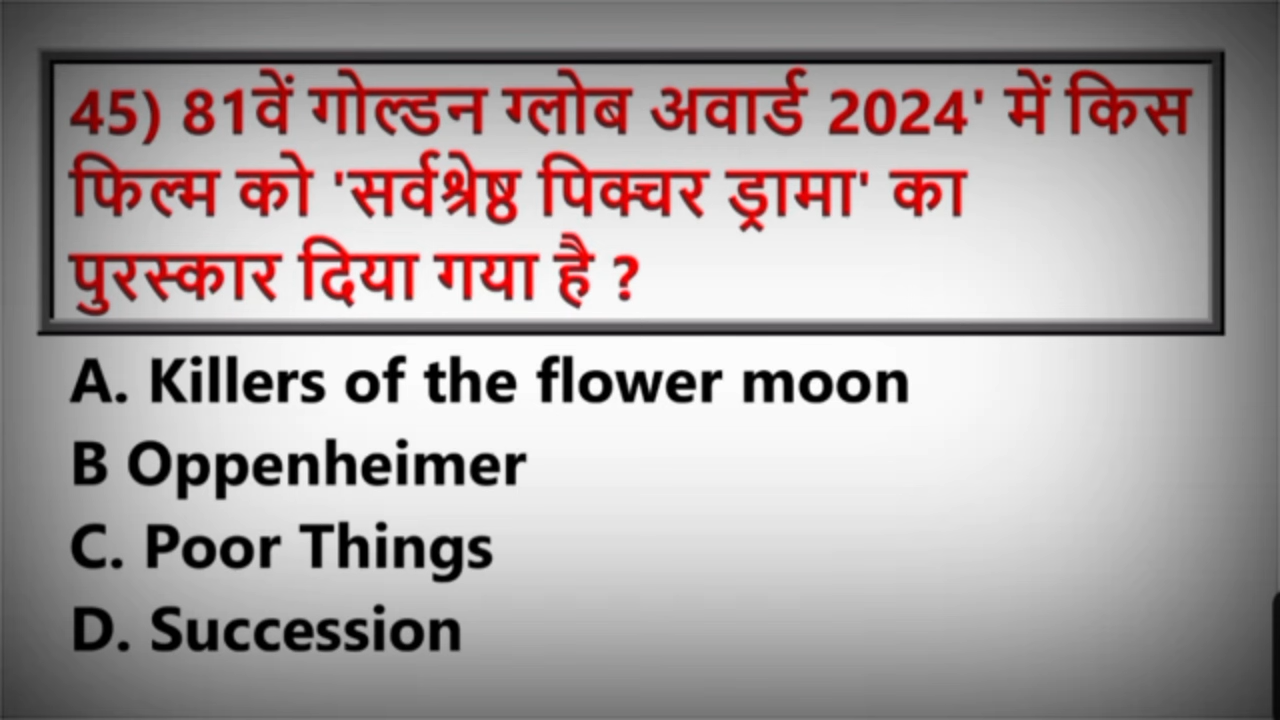 45) 81वें गोल्डन ग्लोब अवार्ड 2024' में किस
फिल्म को 'सर्वश्रेष्ठ पिक्चर ड्रामा' का
पुरस्कार दिया गया है ?
A. Killers of the flower moon
B Oppenheimer
C. Poor Things
D. Succession